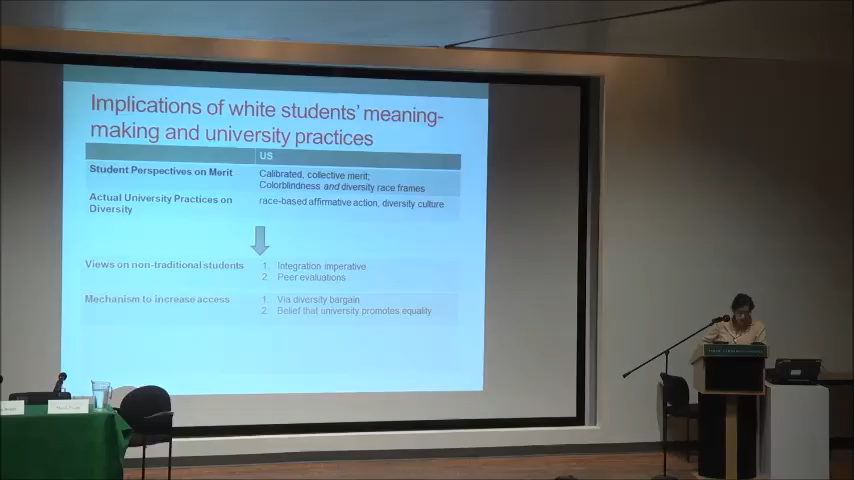 Implications of white students' meaning-
making and university practices
US
Student Perspectives on Merit
Calibrated, collective merit;
Colorblindness and diversity race frames
Actual University Practices on
Diversity
race-based affirmative action, diversity culture
Views on non-traditional students
1. Integration imperative
2. Peer evaluations
Mechanism to increase access
1. Via diversity bargain
2. Belief that university promotes equality